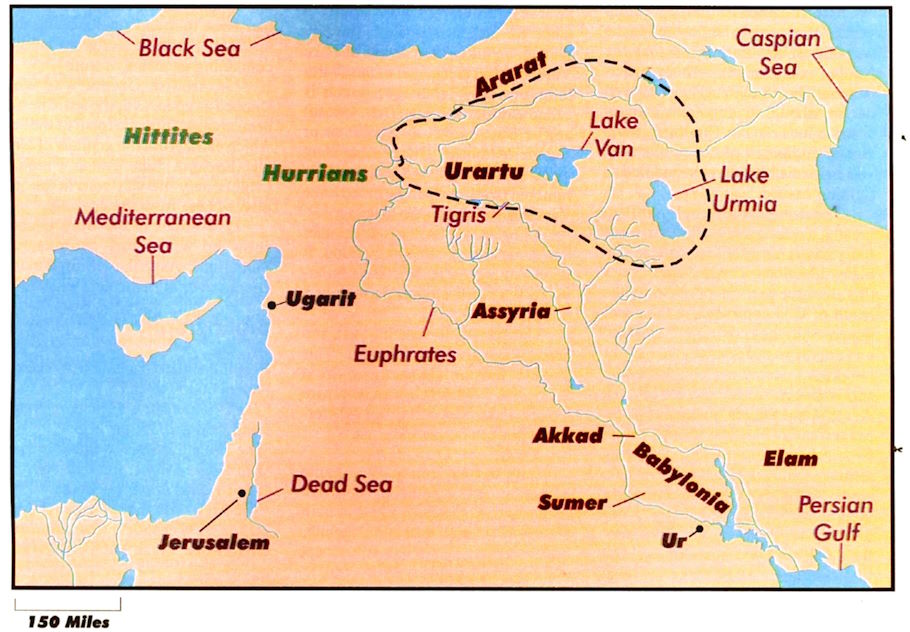 Black Sea
Caspian
Sea
Ararat
Hittites
Lake
Van
Hurrians
Urartu
Lake
Urmia
Mediterranean
Sea
Tigris
Ugarit
Assyria
Euphrates
Akkad
Babylonia
Elam
Dead Sea
Sumer
Persian
Gulf
Jerusalem
Ur
150 Miles